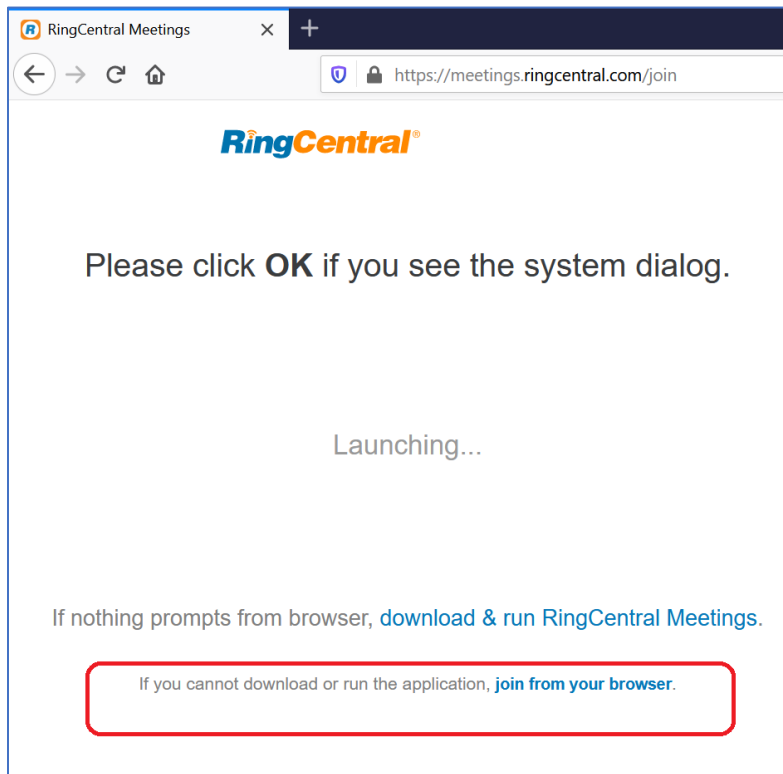 RingCentral Meetings
https://meetings.ringcentral.com/join
RingCentral®
Please click OK if you see the system dialog.
Launching...
If nothing prompts from browser, download & run RingCentral Meetings.
If you cannot download or run the application, join from your browser.